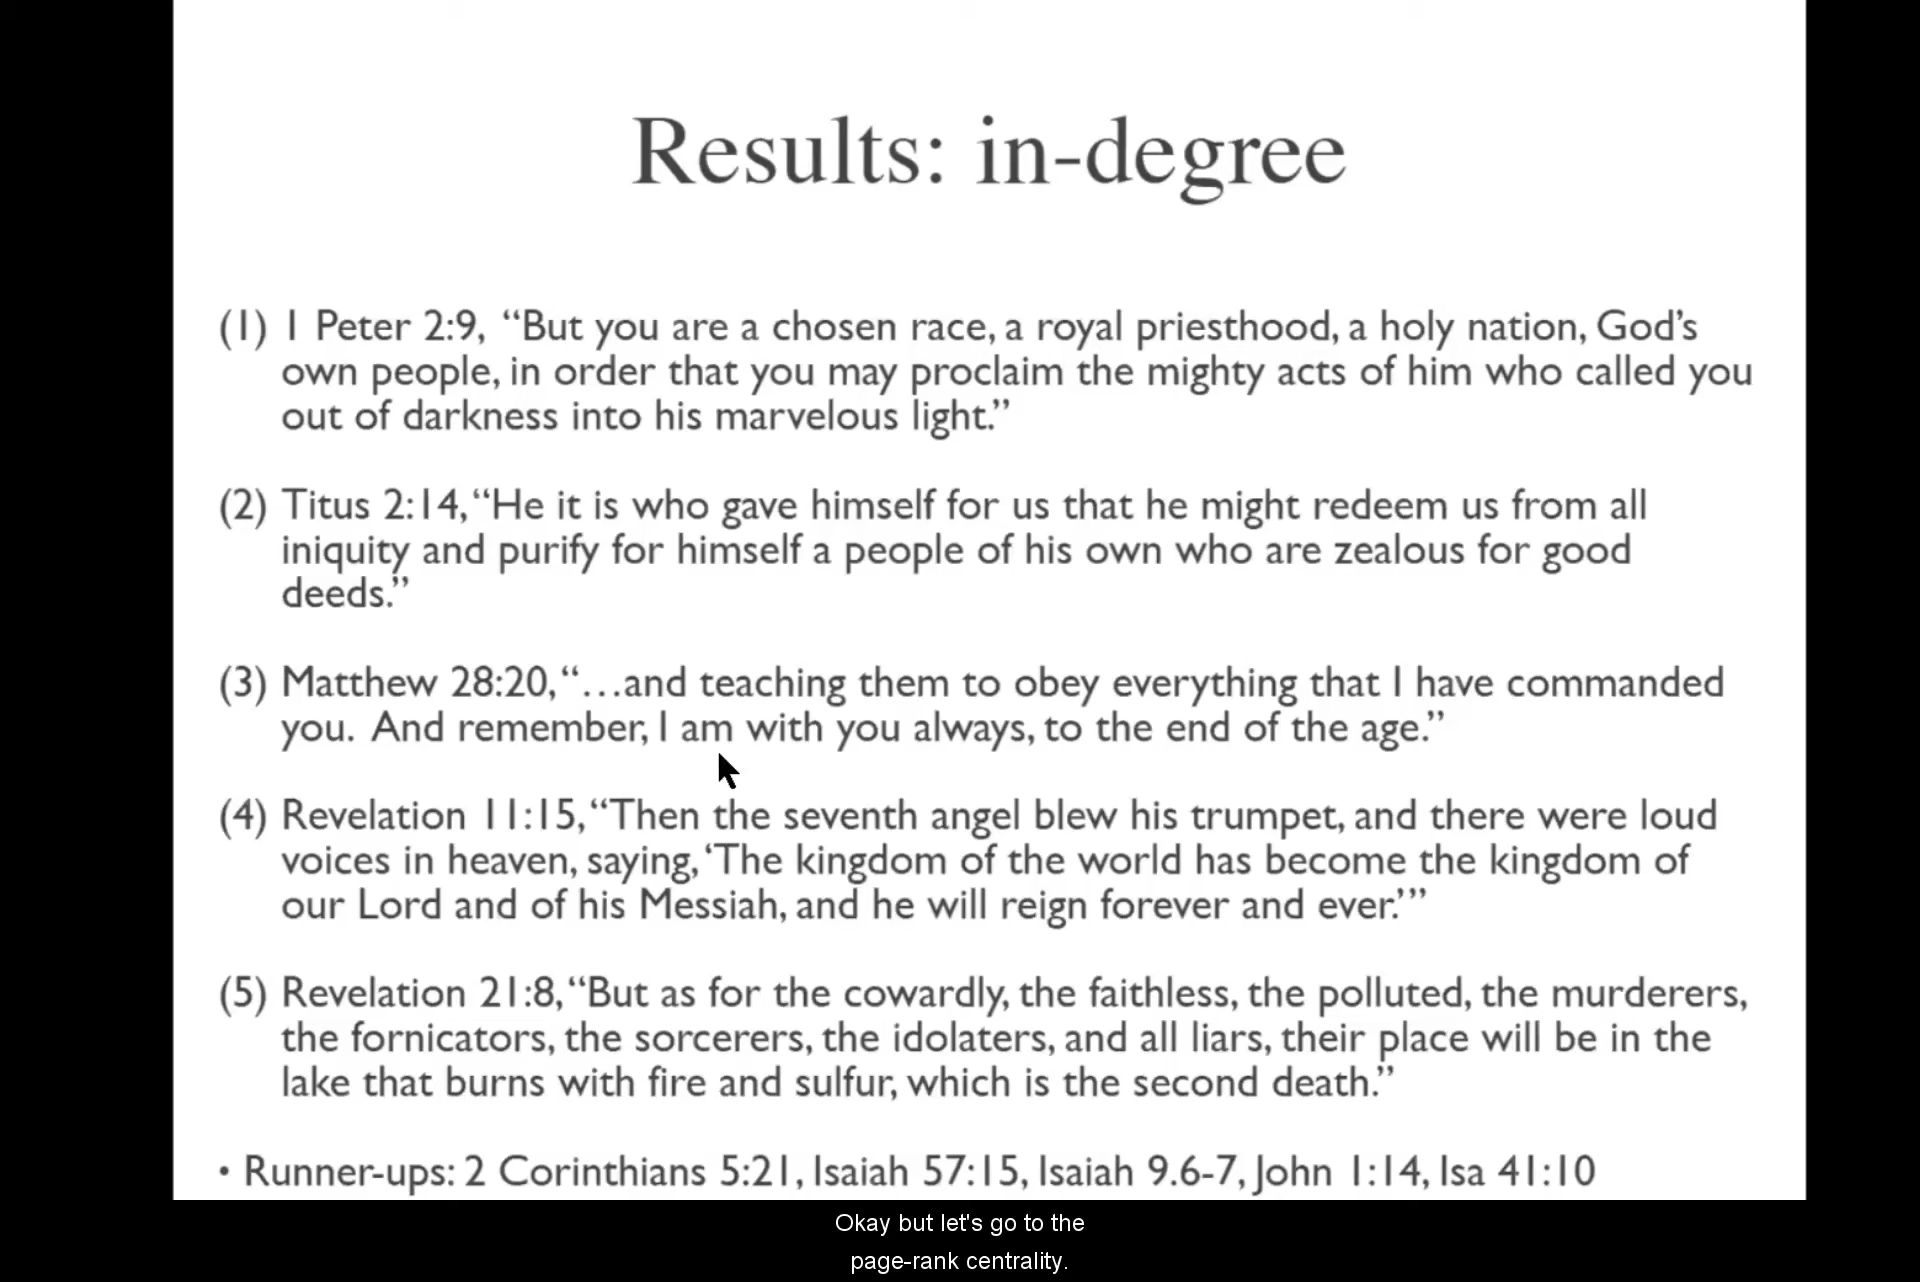 Results: in-degree
(1) 1 Peter 2:9, “But you are a chosen race, a royal priesthood, a holy nation, God’s
own people, in order that you may proclaim the mighty acts of him who called you
out of darkness into his marvelous light.”
(2) Titus 2:14, “He it is who gave himself for us that he might redeem us from all
iniquity and purify for himself a people of his own who are zealous for good
deeds.”
(3) Matthew 28:20, “…and teaching them to obey everything that I have commanded
you. And remember, I am with you always, to the end of the age.”
(4) Revelation 11:15, “Then the seventh angel blew his trumpet, and there were loud
voices in heaven, saying, ‘The kingdom of the world has become the kingdom of
our Lord and of his Messiah, and he will reign forever and ever.’”
(5) Revelation 21:8, “But as for the cowardly, the faithless, the polluted, the murderers,
the fornicators, the sorcerers, the idolaters, and all liars, their place will be in the
lake that burns with fire and sulfur, which is the second death.”
• Runner-ups: 2 Corinthians 5:21, Isaiah 57:15, Isaiah 9.6-7, John 1:14, Isa 41:10
Okay but let's go to the
page-rank centrality.